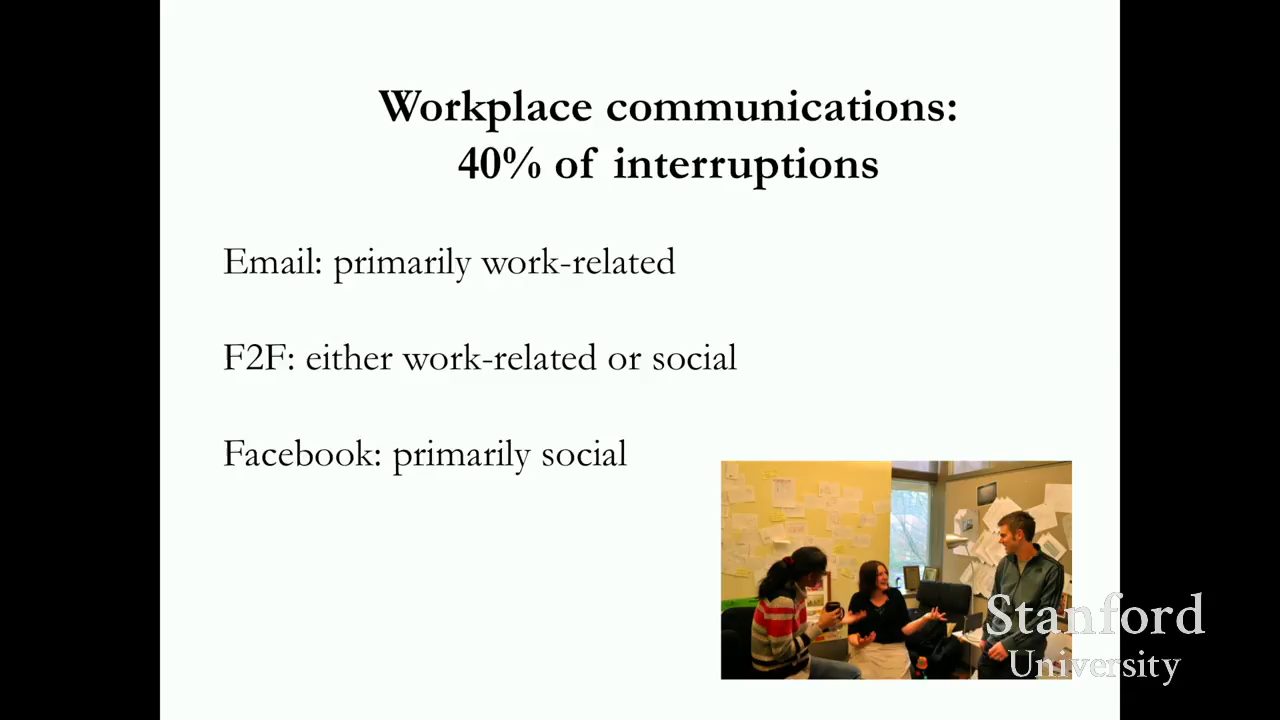 Workplace communications:
40% of interruptions
Email: primarily work-related
F2F: either work-related or social
Facebook: primarily social
Stanford
University